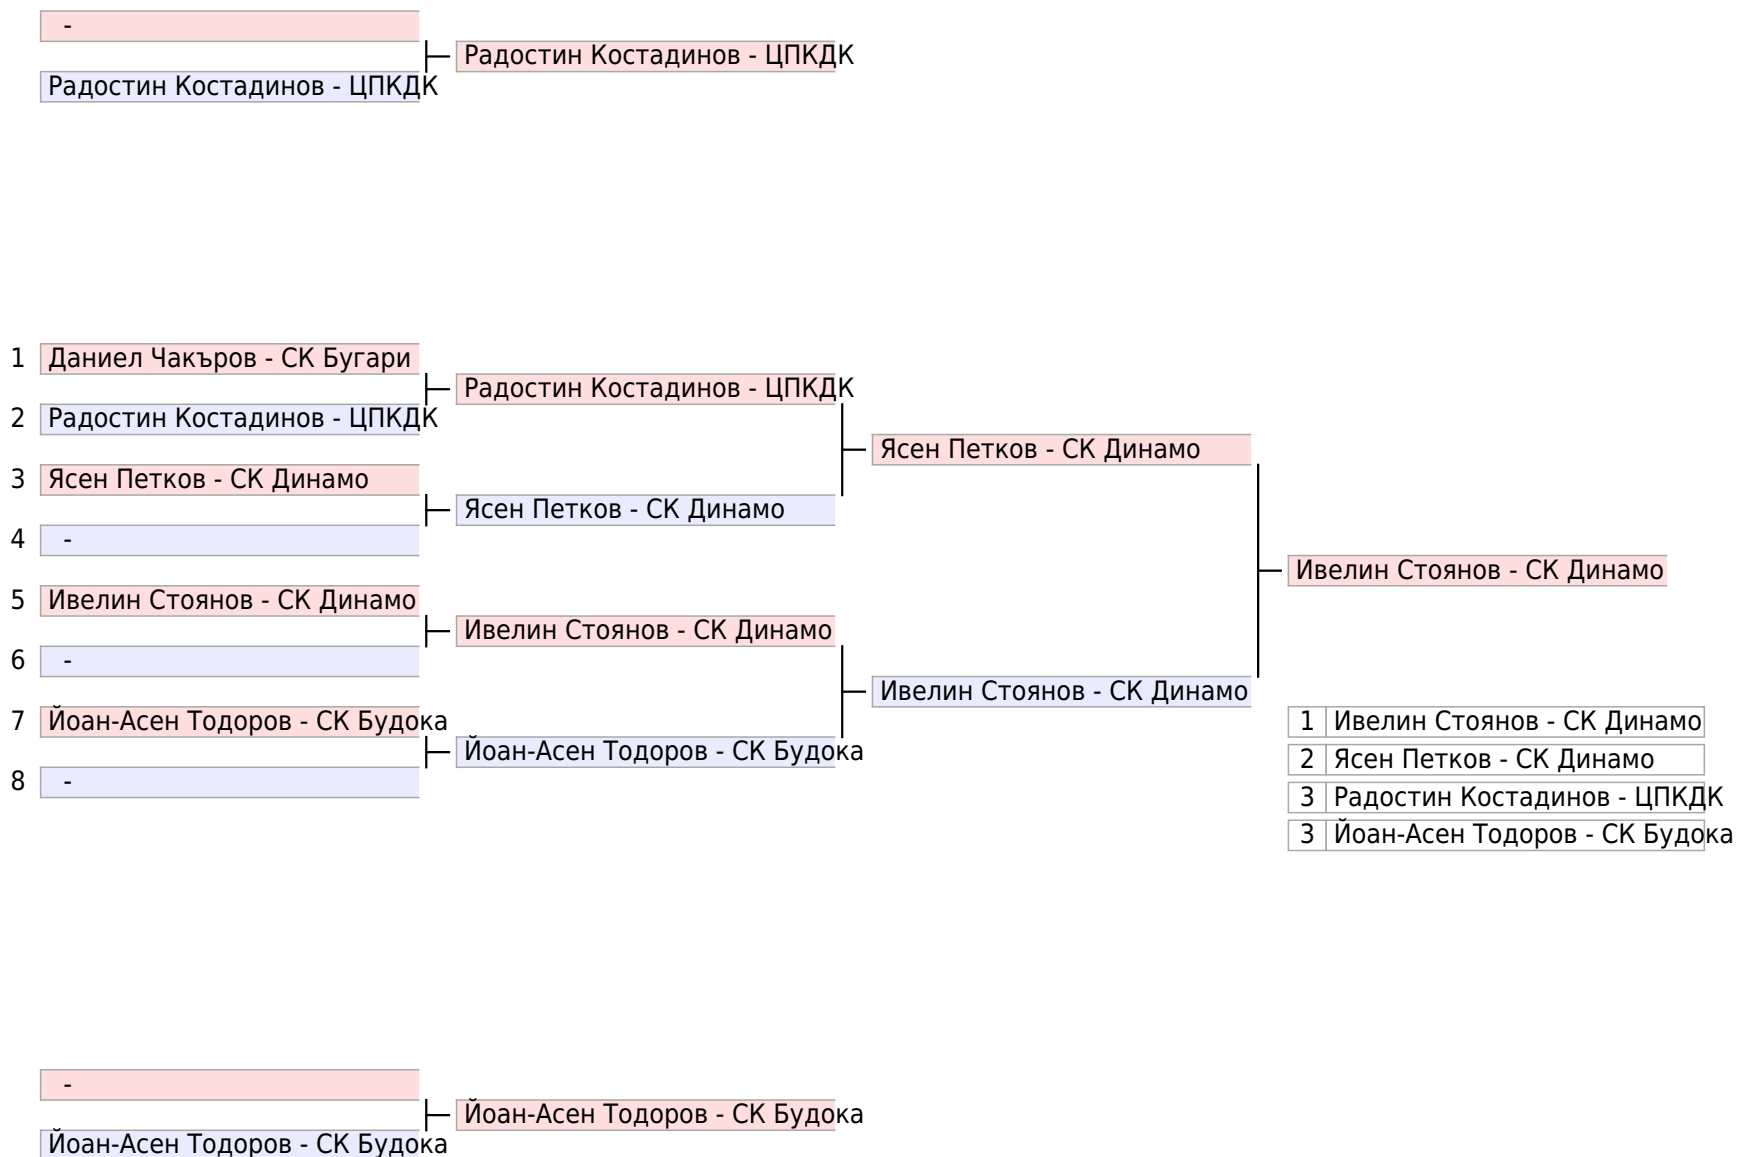 -
Радостин Костадинов - ЦПКДК
Радостин Костадинов - ЦПКДК
1 Даниел Чакъров - СК Бугари
Радостин Костадинов - ЦПКДК
2 Радостин Костадинов - ЦПКДК
Ясен Петков - СК Динамо
3 Ясен Петков - СК Динамо
Ясен Петков - СК Динамо
4 -
Ивелин Стоянов - СК Динамо
5 Ивелин Стоянов - СК Динамо
Ивелин Стоянов - СК Динамо
6 -
Ивелин Стоянов - СК Динамо
7 Йоан-Асен Тодоров - СК Будока
Йоан-Асен Тодоров - СК Будока
8 -
1 Ивелин Стоянов - СК Динамо
2 Ясен Петков - СК Динамо
3 Радостин Костадинов - ЦПКДК
3 Йоан-Асен Тодоров - СК Будока
-
Йоан-Асен Тодоров - СК Будока
Йоан-Асен Тодоров - СК Будока